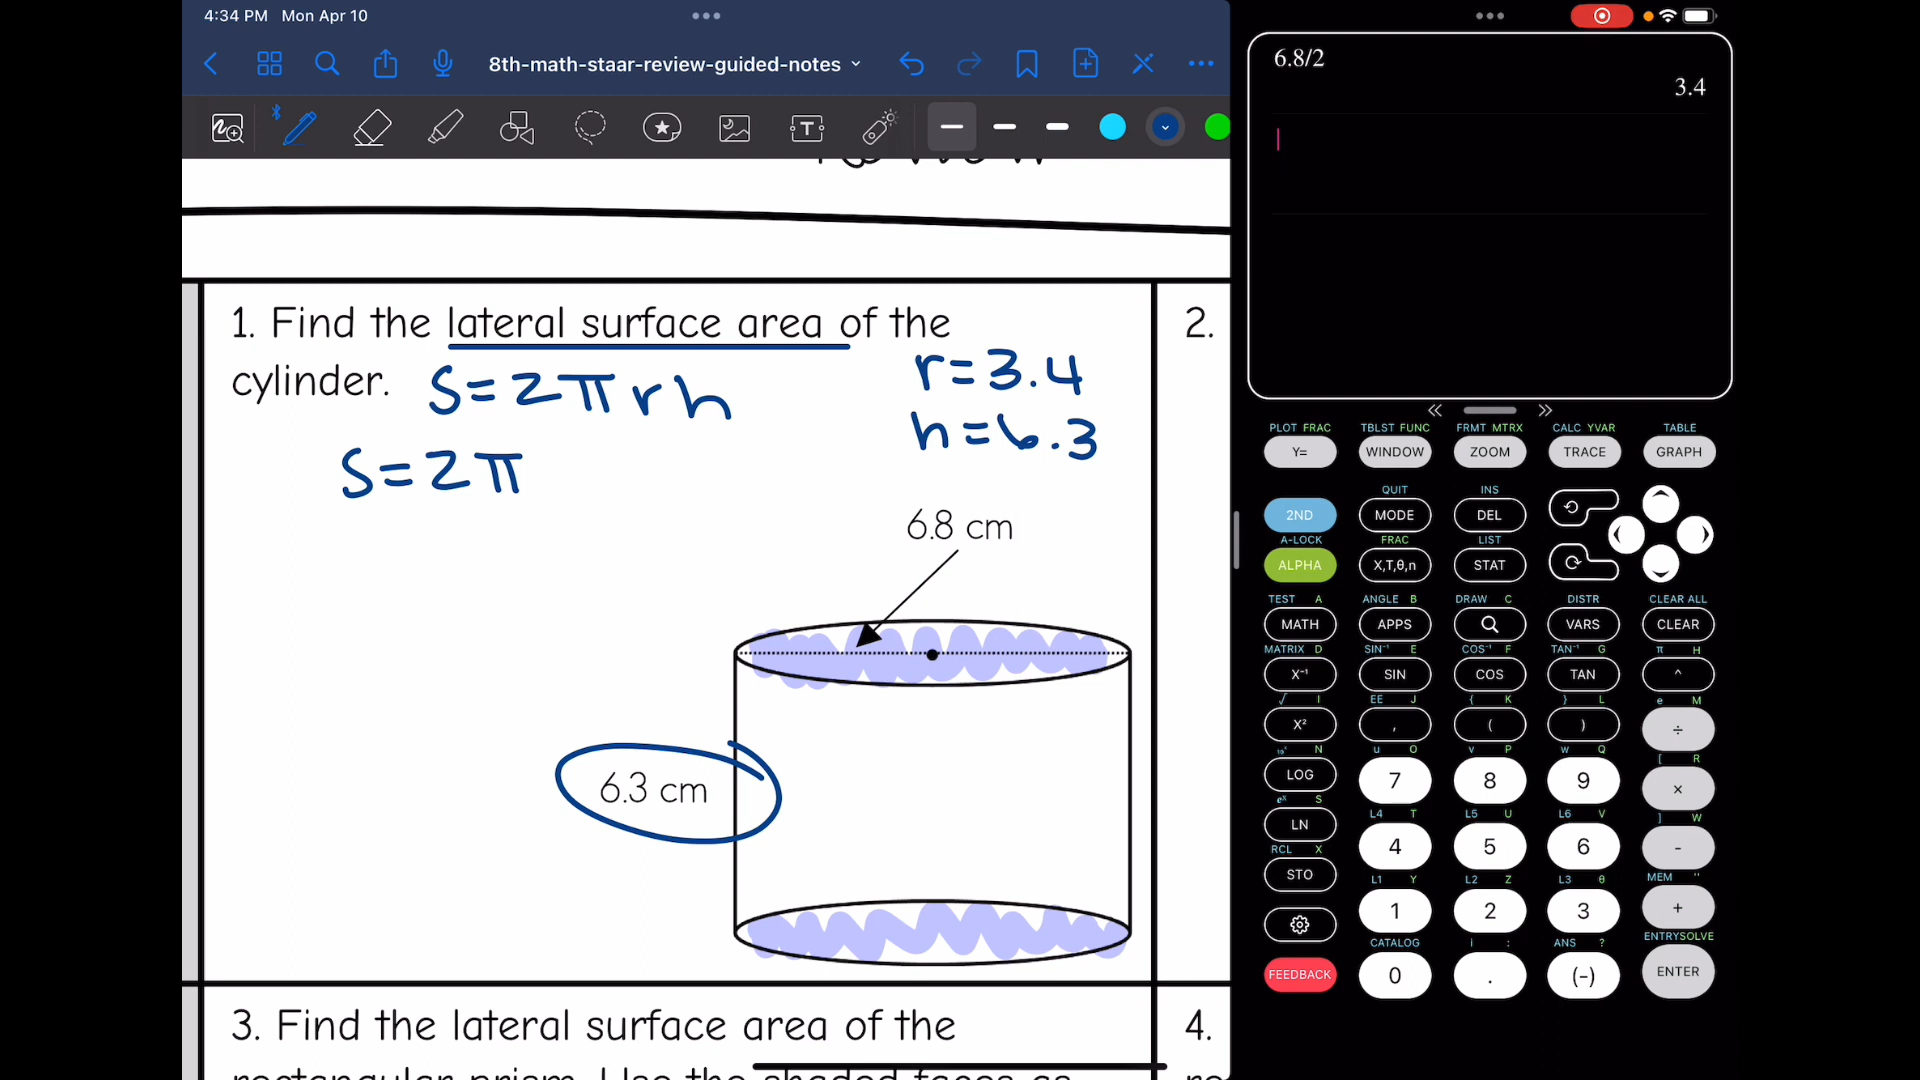 4:34 PM Mon Apr 10
8th-math-staar-review-guided-notes
T
1. Find the lateral surface area of the
cylinder.
S=2πrh
r=3.4
h=6.3
S=2π
6.8 cm
6.3 cm
2.
3. Find the lateral surface area of the
4.
6.8/2
3.4
PLOT FRAC TBLST FUNC FRMT MTRX CALC YVAR TABLE
Y= WINDOW ZOOM TRACE GRAPH
QUIT INS
2ND MODE DEL
A-LOCK FRAC LIST
ALPHA X,T,θ,n STAT
TEST A ANGLE B DRAW C DISTR CLEAR ALL
MATH APPS VARS CLEAR
MATRIX D SIN⁻¹ E COS⁻¹ F TAN⁻¹ G π H
X⁻¹ SIN COS TAN ^
√ I EE J { K } L e M
X² , ( ) ÷
10ˣ N u O v P w Q [ R
LOG 7 8 9 ×
eˣ S L4 T L5 U L6 V ] W
LN 4 5 6 -
RCL X L1 Y L2 Z L3 θ MEM "
STO 1 2 3 +
CATALOG i : ANS ? ENTRY SOLVE
FEEDBACK 0 . (-) ENTER